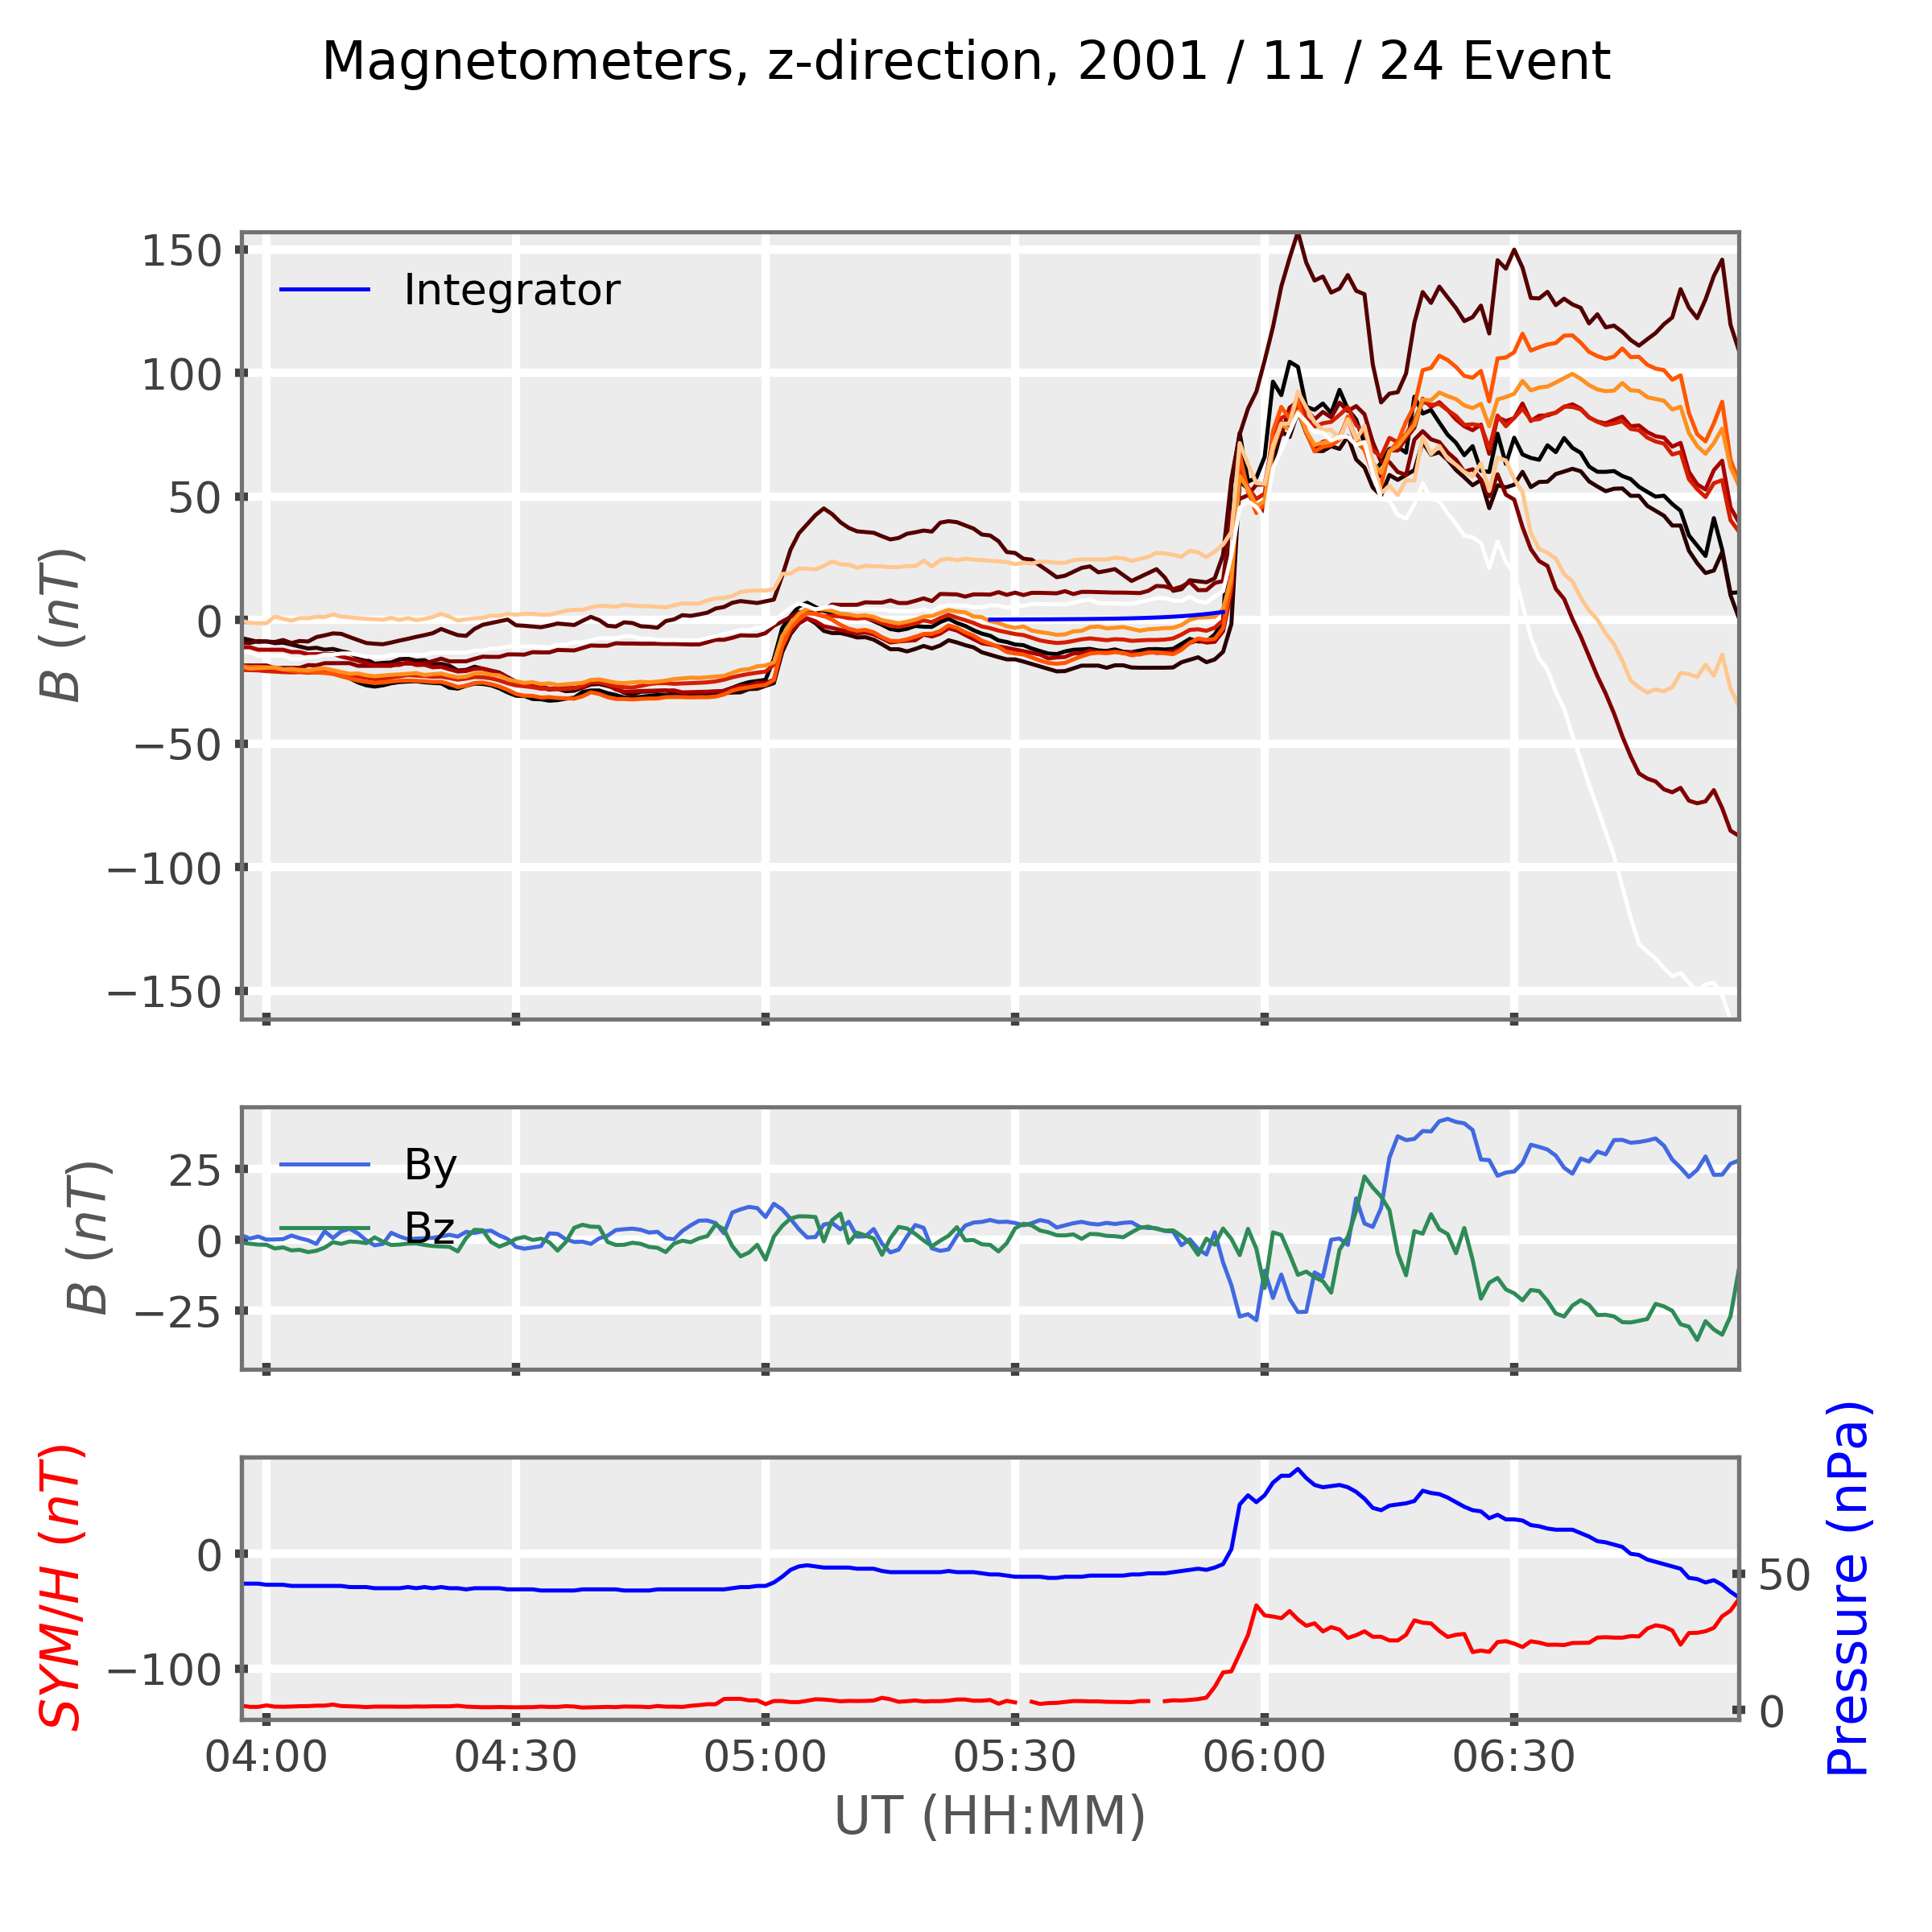 Magnetometers, z-direction, 2001 / 11 / 24 Event
B (nT)
150
100
50
0
−50
−100
−150
Integrator
B (nT)
25
0
−25
By
Bz
SYM/H (nT)
0
−100
50
0
Pressure (nPa)
04:00 04:30 05:00 05:30 06:00 06:30
UT (HH:MM)